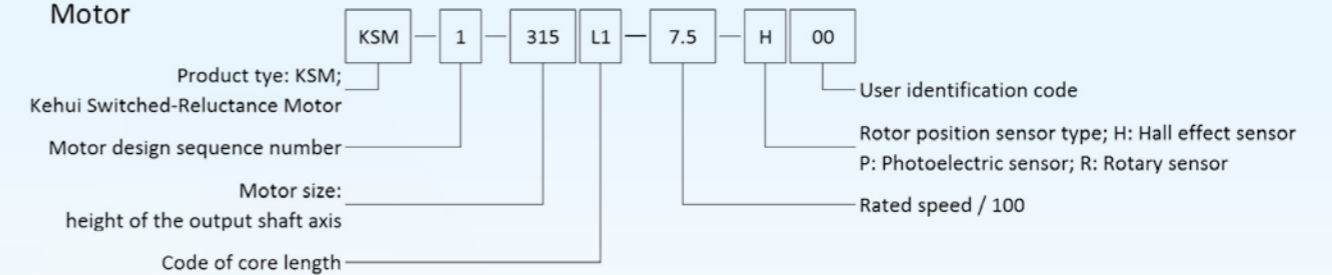 Motor
KSM — 1 — 315 L1 — 7.5 — H 00
Product tye: KSM;
Kehui Switched-Reluctance Motor
Motor design sequence number
Motor size:
height of the output shaft axis
Code of core length
User identification code
Rotor position sensor type; H: Hall effect sensor
P: Photoelectric sensor; R: Rotary sensor
Rated speed / 100